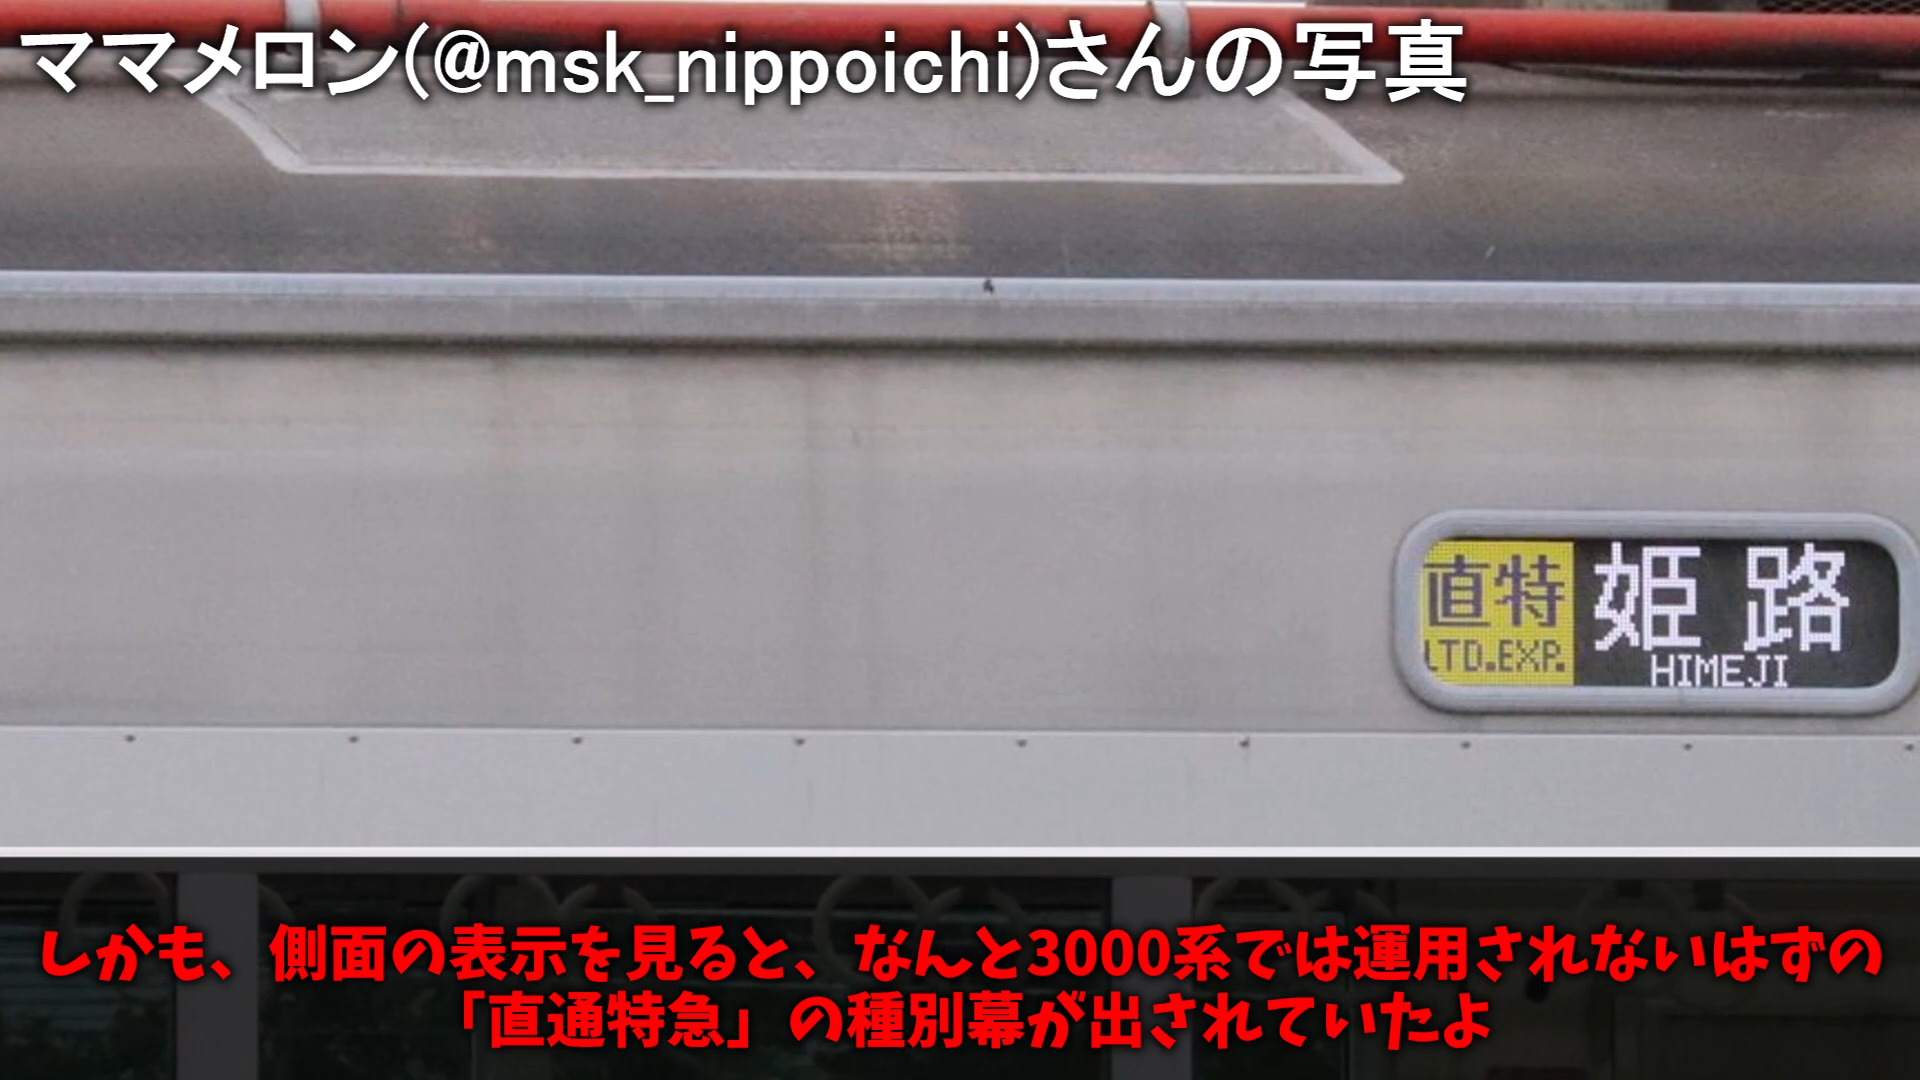 ママメロン(@msk_nippoichi)さんの写真
直特 姫路
LTD.EXP. HIMEJI
しかも、側面の表示を見ると、なんと3000系では運用されないはずの
「直通特急」の種別幕が出されていたよ